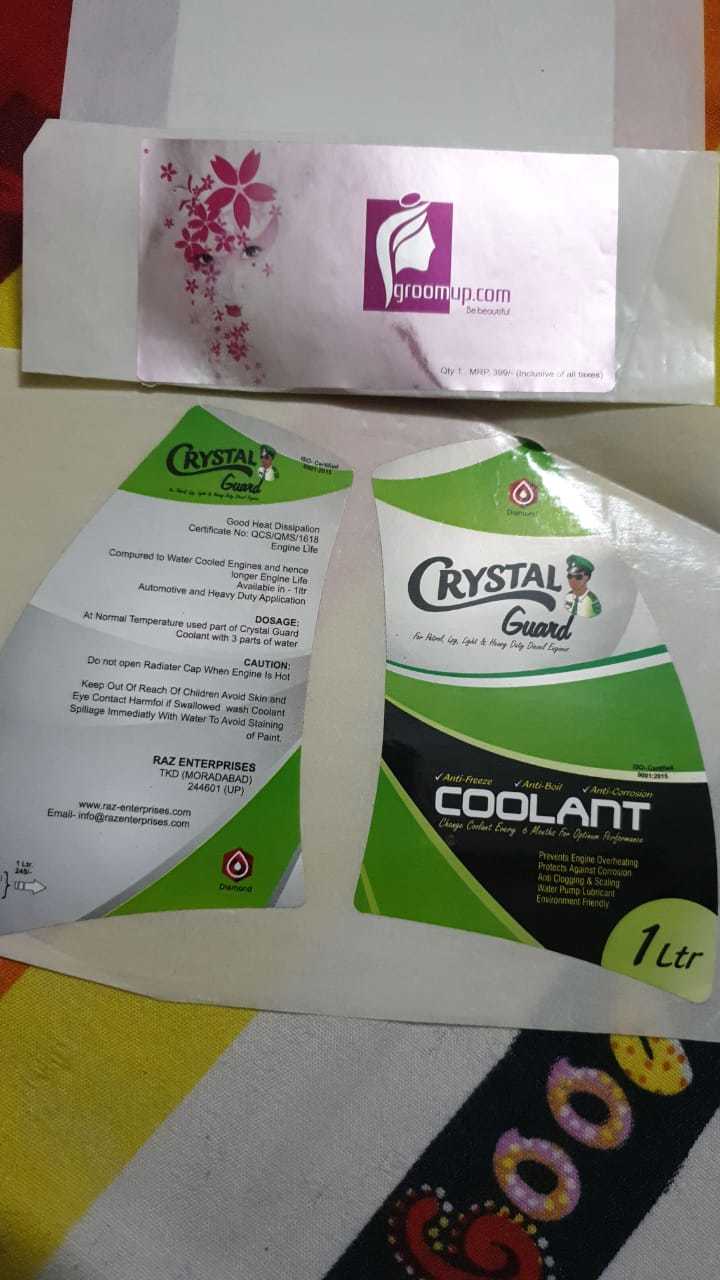 groomup.com
Be beautiful
Qty 1 . MRP. 399/- (Inclusive of all taxes)
CRYSTAL
Guard
ISO- Certified
9001:2015
Good Heat Dissipalion
Certificate No: QCS/QMS/1618
Engine Life
Compured to Water Cooled Engines and hence
longer Engine Life
Available in - 1ltr
Automotive and Heavy Duty Application
DOSAGE:
At Normal Temperature used part of Crystal Guard
Coolant with 3 parts of water
CAUTION:
Do not open Radiater Cap When Engine Is Hot
Keep Out Of Reach Of Children Avoid Skin and
Eye Contact Harmfoi if Swallowed wash Coolant
Spillage Immediatly With Water To Avoid Staining
of Paint.
RAZ ENTERPRISES
TKD (MORADABAD)
244601 (UP)
www.raz-enterprises.com
Email- info@razenterprises.com
1 Ltr.
245/-
Diamond
Diamond
CRYSTAL
Guard
For Petrol, Lpg, Light & Heavy Duty Diesel Engines
ISO- Certified
9001:2015
✓Anti-Freeze ✓Anti-Boil ✓Anti-Corrosion
COOLANT
Change Coolant Every 6 Months For Optimum Performance
Prevents Engine Overheating
Protects Against Corrosion
Anti Clogging & Scaling
Water Pump Lubricant
Environment Friendly
1 Ltr